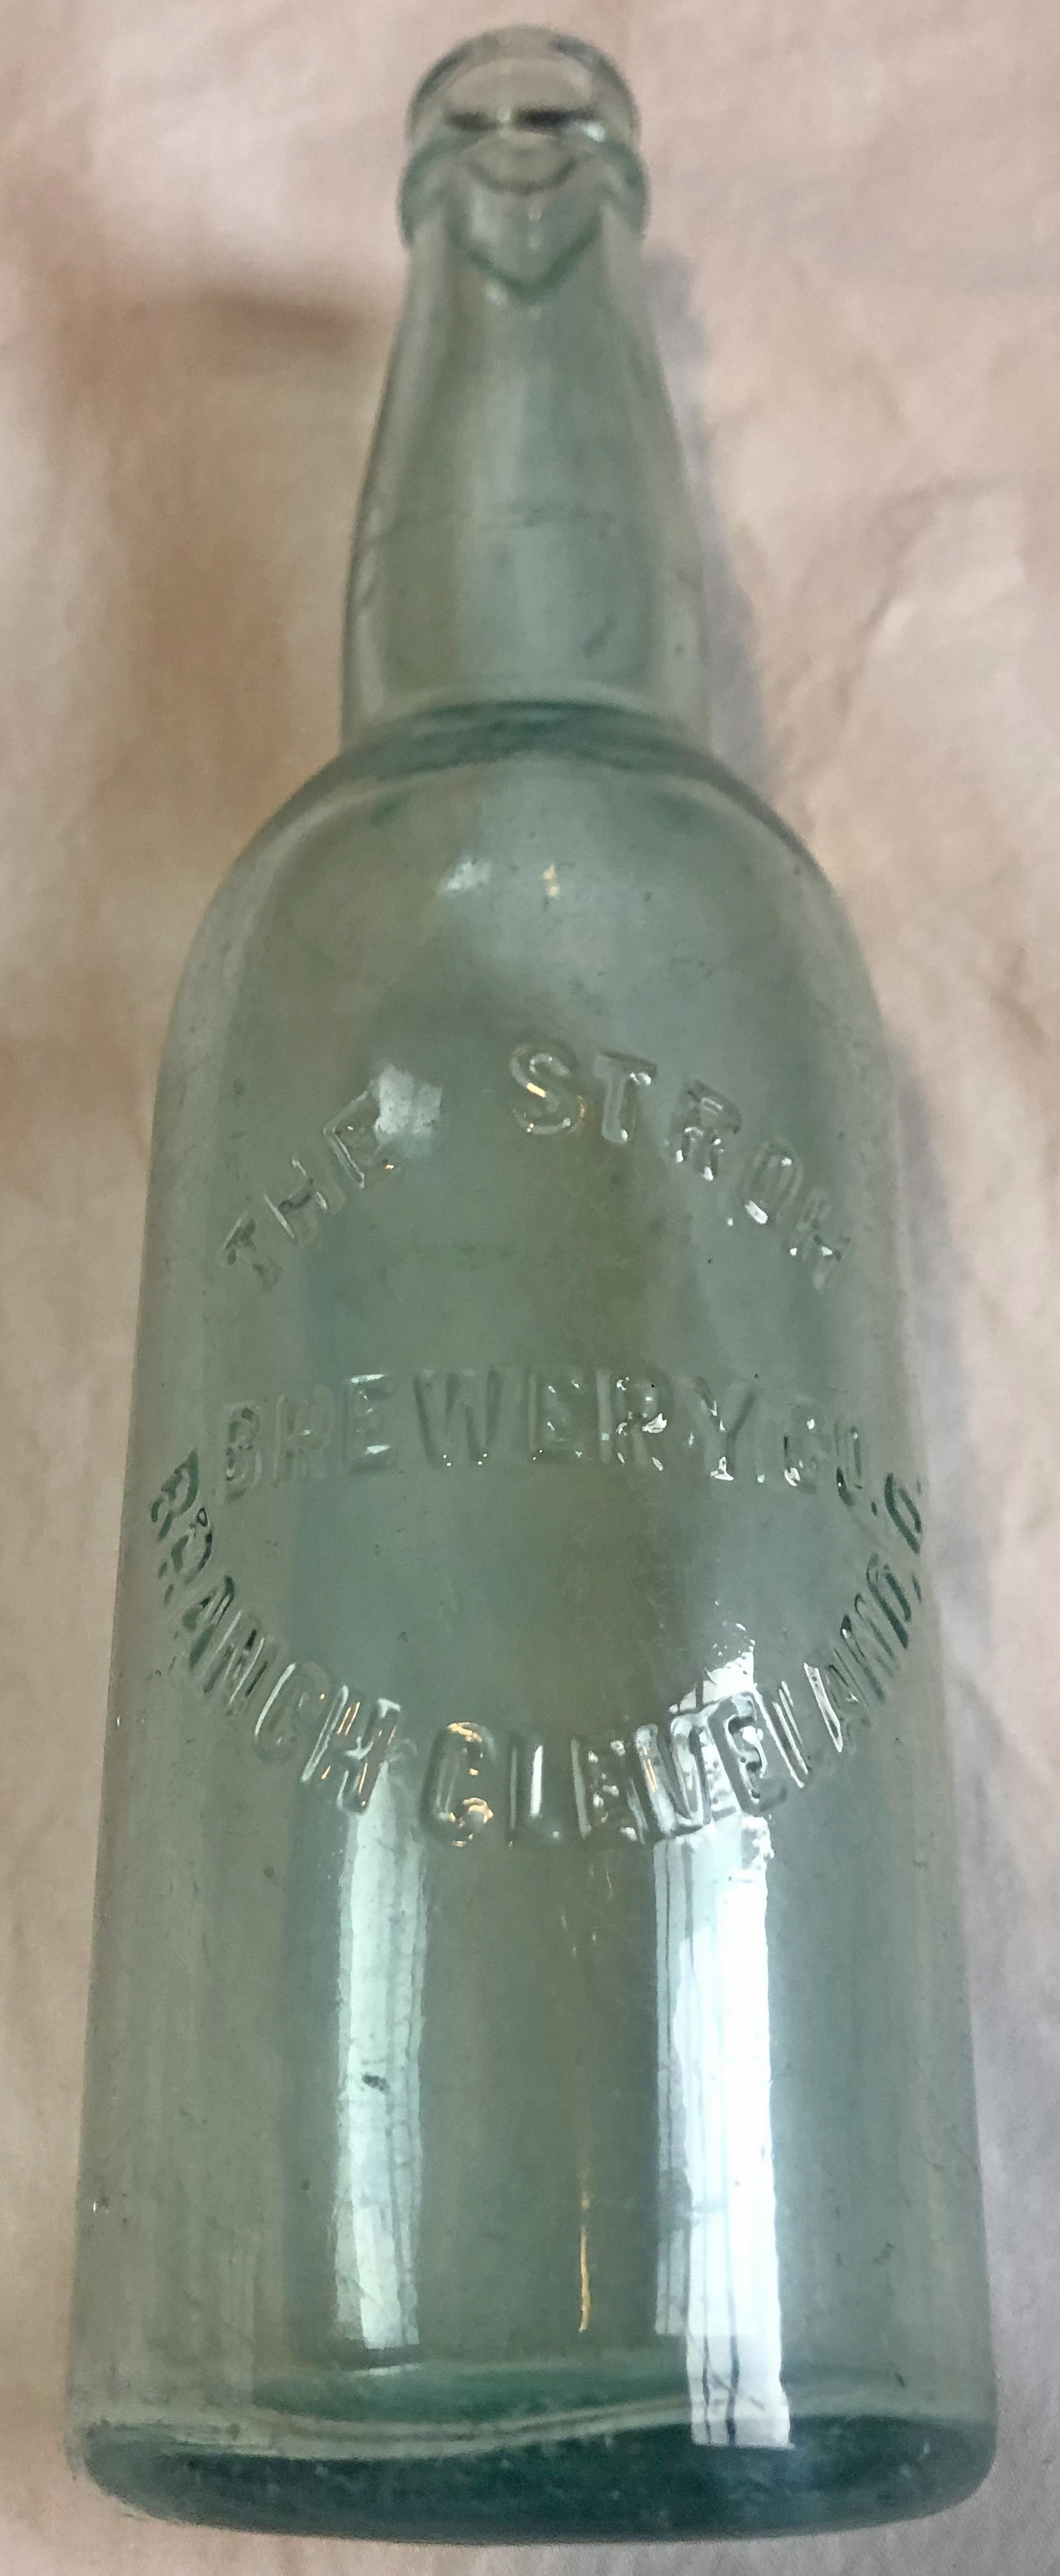 THE STROH
BREWERY.CO.
BRANCH CLEVELAND, O.